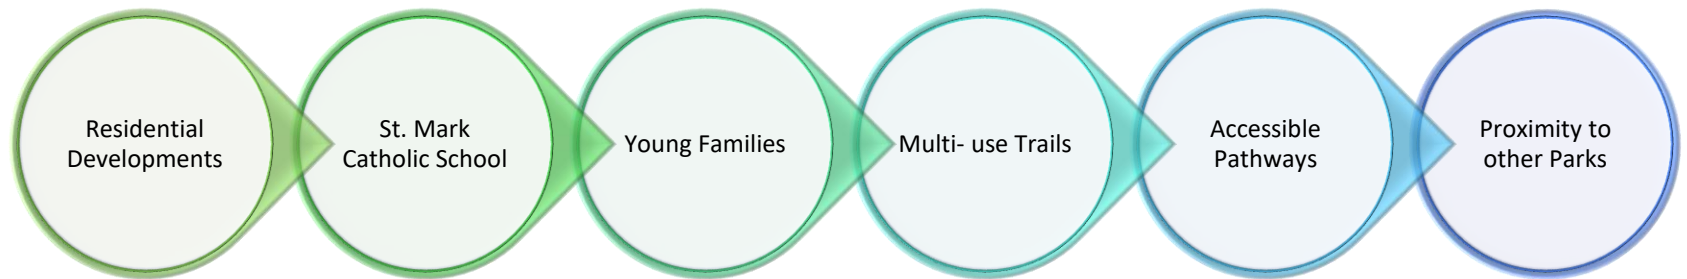 Residential
Developments
St. Mark
Catholic School
Young Families
Multi- use Trails
Accessible
Pathways
Proximity to
other Parks